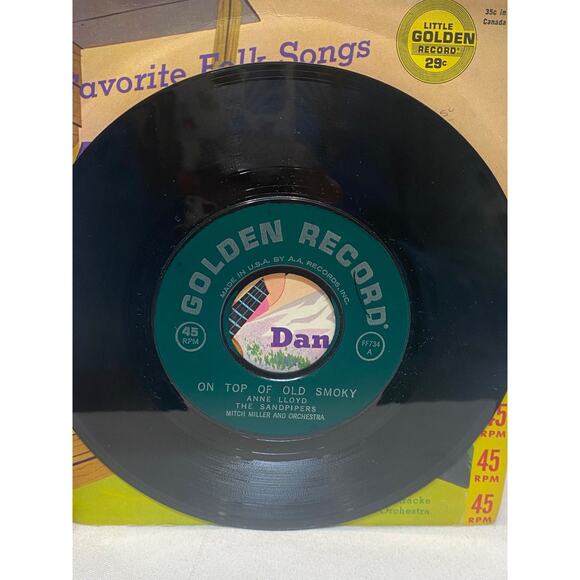 35c in
Canada
LITTLE
GOLDEN
RECORD
29c
Favorite Folk Songs
GOLDEN RECORD
MADE IN U.S.A. BY A.A. RECORDS, INC.
45
RPM
Dan
FF734
A
ON TOP OF OLD SMOKY
ANNE LLOYD
THE SANDPIPERS
MITCH MILLER AND ORCHESTRA
45
RPM
45
RPM
45
RPM
Orchestra